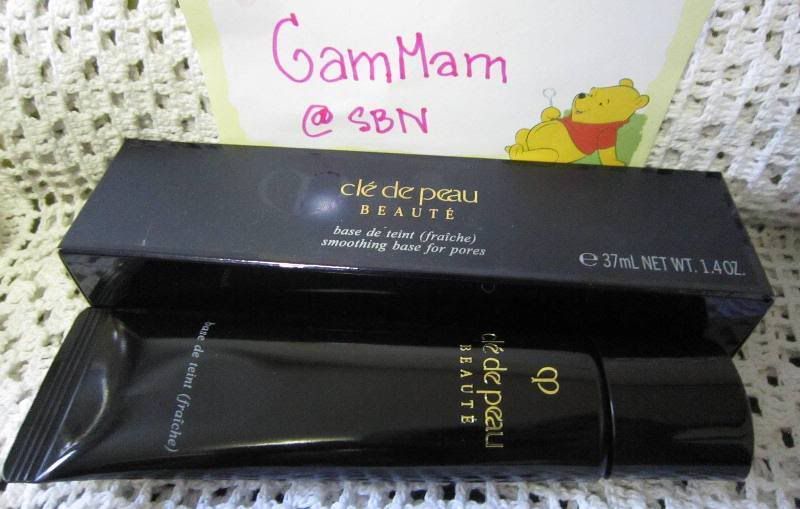 GamMam
@ SBN
clé de peau
BEAUTÉ
base de teint (fraîche)
smoothing base for pores
℮ 37mL NET WT. 1.4 OZ.
base de teint (fraîche)
clé de peau
BEAUTÉ